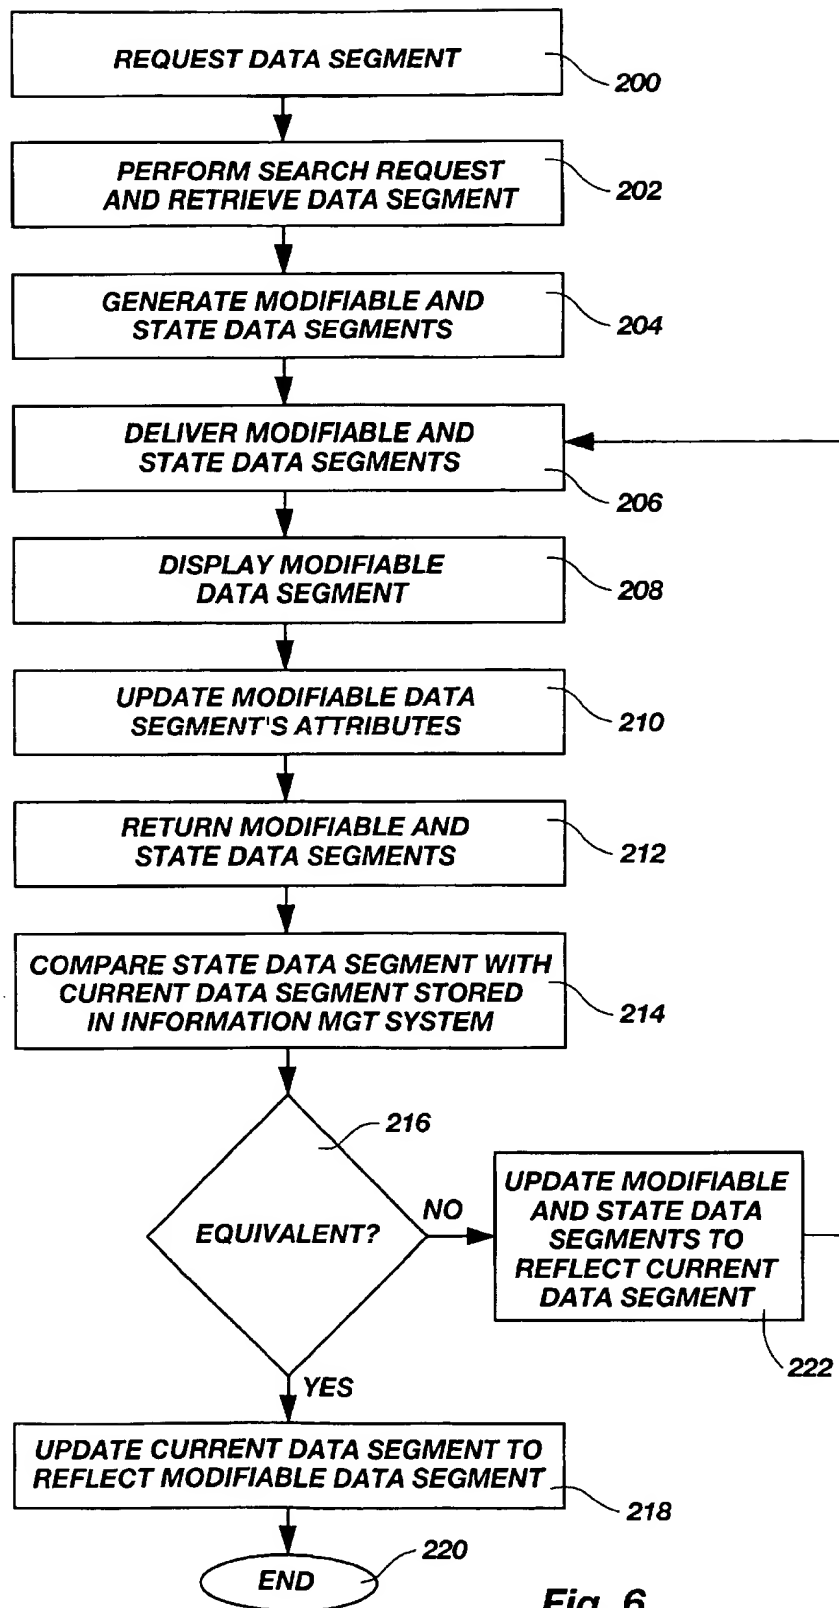 REQUEST DATA SEGMENT
200
PERFORM SEARCH REQUEST
AND RETRIEVE DATA SEGMENT
202
GENERATE MODIFIABLE AND
STATE DATA SEGMENTS
204
DELIVER MODIFIABLE AND
STATE DATA SEGMENTS
206
DISPLAY MODIFIABLE
DATA SEGMENT
208
UPDATE MODIFIABLE DATA
SEGMENT'S ATTRIBUTES
210
RETURN MODIFIABLE AND
STATE DATA SEGMENTS
212
COMPARE STATE DATA SEGMENT WITH
CURRENT DATA SEGMENT STORED
IN INFORMATION MGT SYSTEM
214
216
EQUIVALENT?
NO
UPDATE MODIFIABLE
AND STATE DATA
SEGMENTS TO
REFLECT CURRENT
DATA SEGMENT
222
YES
UPDATE CURRENT DATA SEGMENT TO
REFLECT MODIFIABLE DATA SEGMENT
218
220
END
Fig. 6